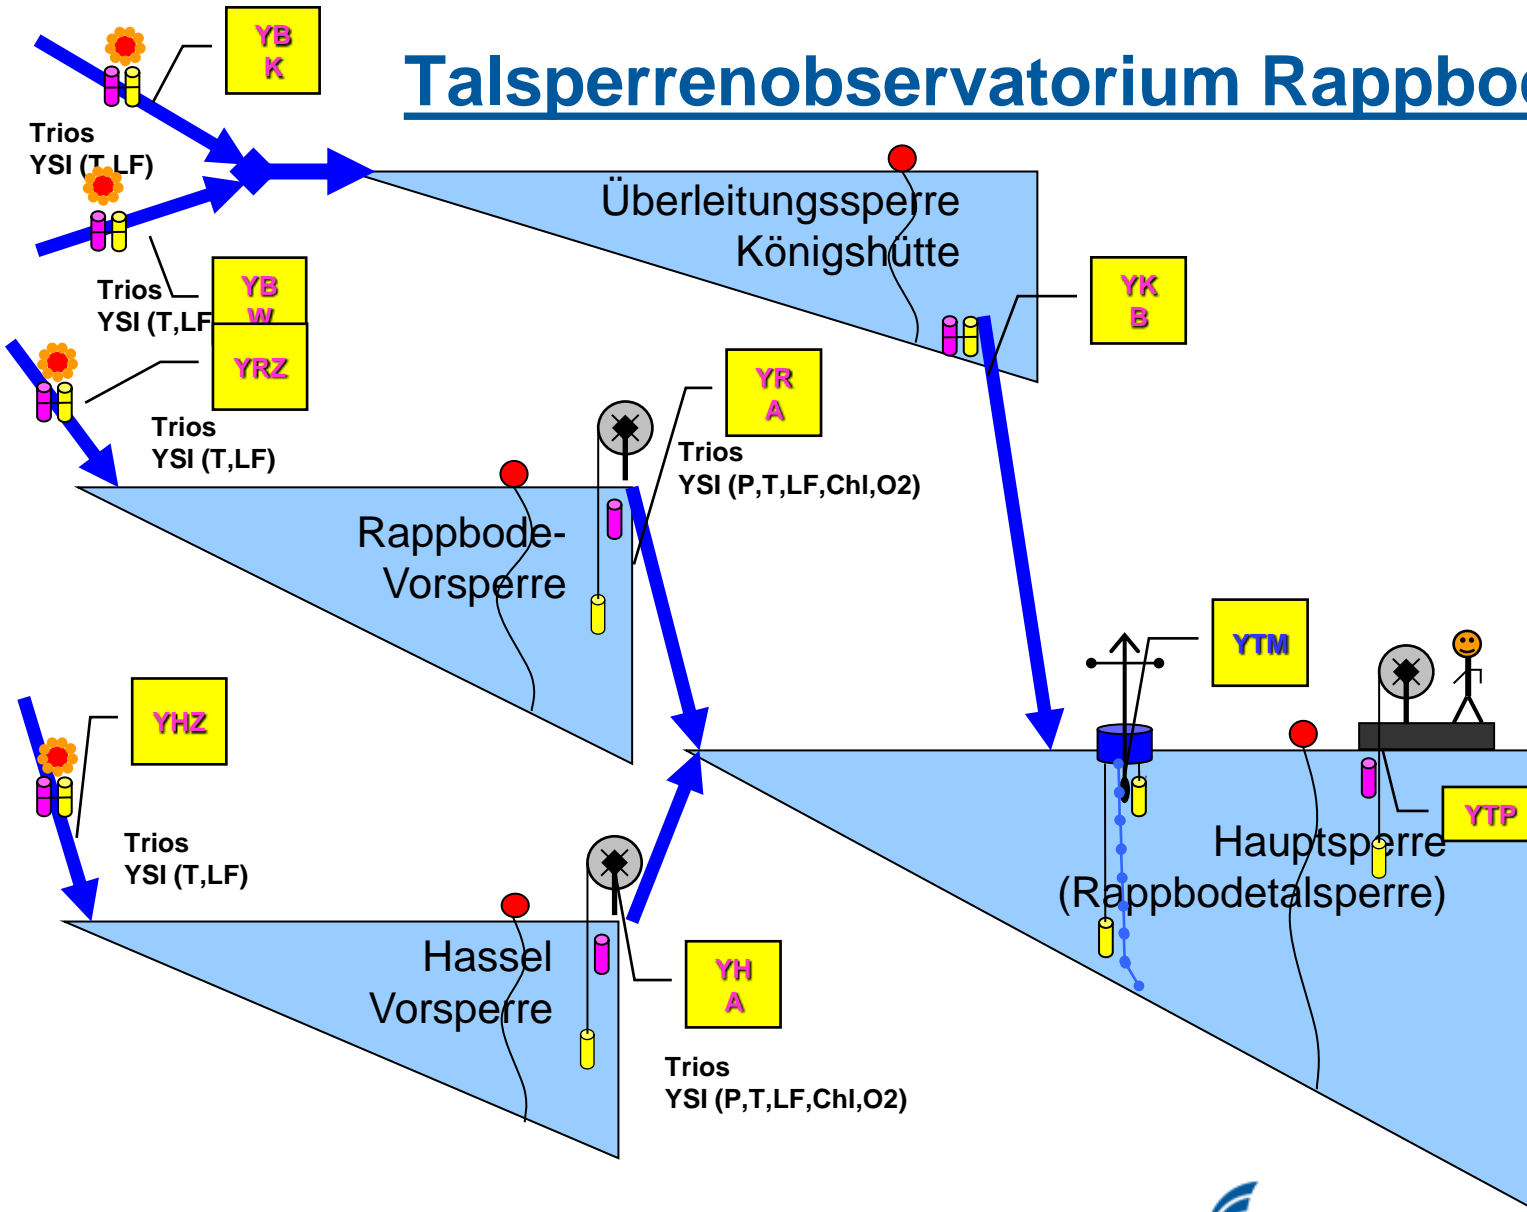 YB
K
Talsperrenobservatorium Rappbo
Trios
YSI (T,LF)
Überleitungssperre
Königshütte
Trios
YSI (T,LF
YB
W
YK
B
YRZ
Trios
YSI (T,LF)
YR
A
Trios
YSI (P,T,LF,Chl,O2)
Rappbode-
Vorsperre
YTM
YHZ
YTP
Trios
YSI (T,LF)
Hauptsperre
(Rappbodetalsperre)
Hassel
Vorsperre
YH
A
Trios
YSI (P,T,LF,Chl,O2)